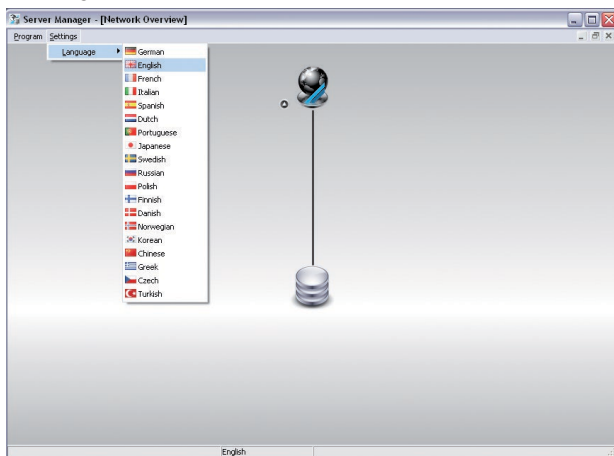 Server Manager - [Network Overview]
Program Settings
Language
German
English
French
Italian
Spanish
Dutch
Portuguese
Japanese
Swedish
Russian
Polish
Finnish
Danish
Norwegian
Korean
Chinese
Greek
Czech
Turkish
English